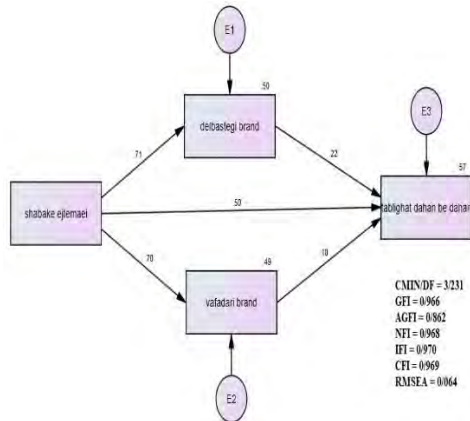 E1
.50
delbastegi brand
E3
.71
.22
.57
shabake ejtemaei
.50
tablighat dahan be dahan
.70
.18
.49
vafadari brand
E2
CMIN/DF = 3/231
GFI = 0/966
AGFI = 0/862
NFI = 0/968
IFI = 0/970
CFI = 0/969
RMSEA = 0/064